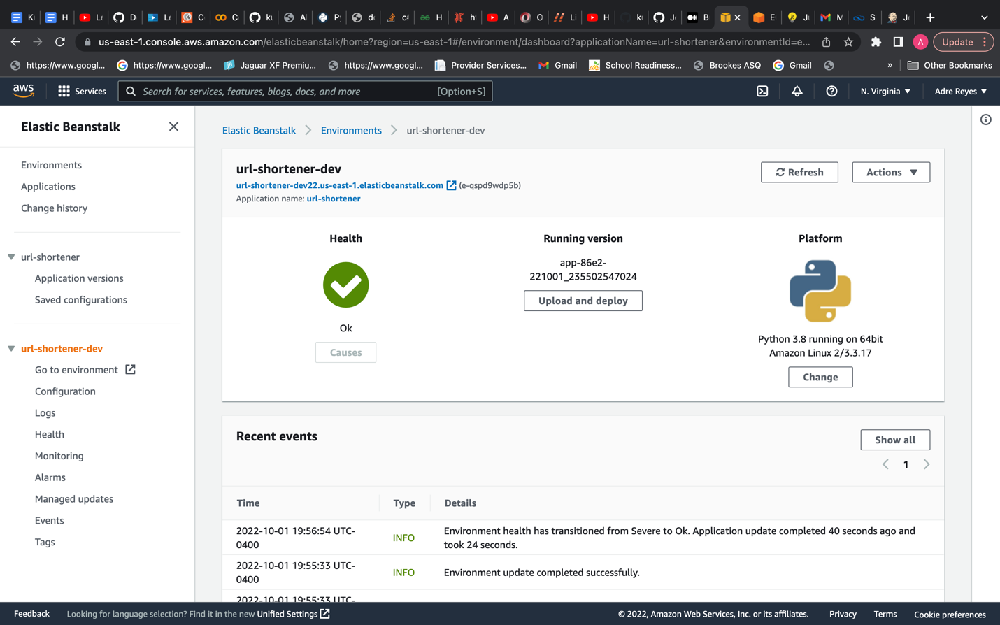 us-east-1.console.aws.amazon.com/elasticbeanstalk/home?region=us-east-1#/environment/dashboard?applicationName=url-shortener&environmentId=e...
A
Update
https://www.googl...
https://www.googl...
Jaguar XF Premiu...
https://www.googl...
Provider Services...
Gmail
School Readiness...
Brookes ASQ
Gmail
»
Other Bookmarks
aws
Services
Search for services, features, blogs, docs, and more
[Option+S]
N. Virginia
Adre Reyes
Elastic Beanstalk
Environments
Applications
Change history
url-shortener
Application versions
Saved configurations
url-shortener-dev
Go to environment
Configuration
Logs
Health
Monitoring
Alarms
Managed updates
Events
Tags
Elastic Beanstalk
Environments
url-shortener-dev
url-shortener-dev
url-shortener-dev22.us-east-1.elasticbeanstalk.com (e-qspd9wdp5b)
Application name: url-shortener
Refresh
Actions
Health
Ok
Causes
Running version
app-86e2-
221001_235502547024
Upload and deploy
Platform
Python 3.8 running on 64bit
Amazon Linux 2/3.3.17
Change
Recent events
Show all
1
Time
Type
Details
2022-10-01 19:56:54 UTC-
0400
INFO
Environment health has transitioned from Severe to Ok. Application update completed 40 seconds ago and
took 24 seconds.
2022-10-01 19:55:33 UTC-
0400
INFO
Environment update completed successfully.
2022-10-01 19:55:33 UTC-
Feedback
Looking for language selection? Find it in the new Unified Settings
© 2022, Amazon Web Services, Inc. or its affiliates.
Privacy
Terms
Cookie preferences